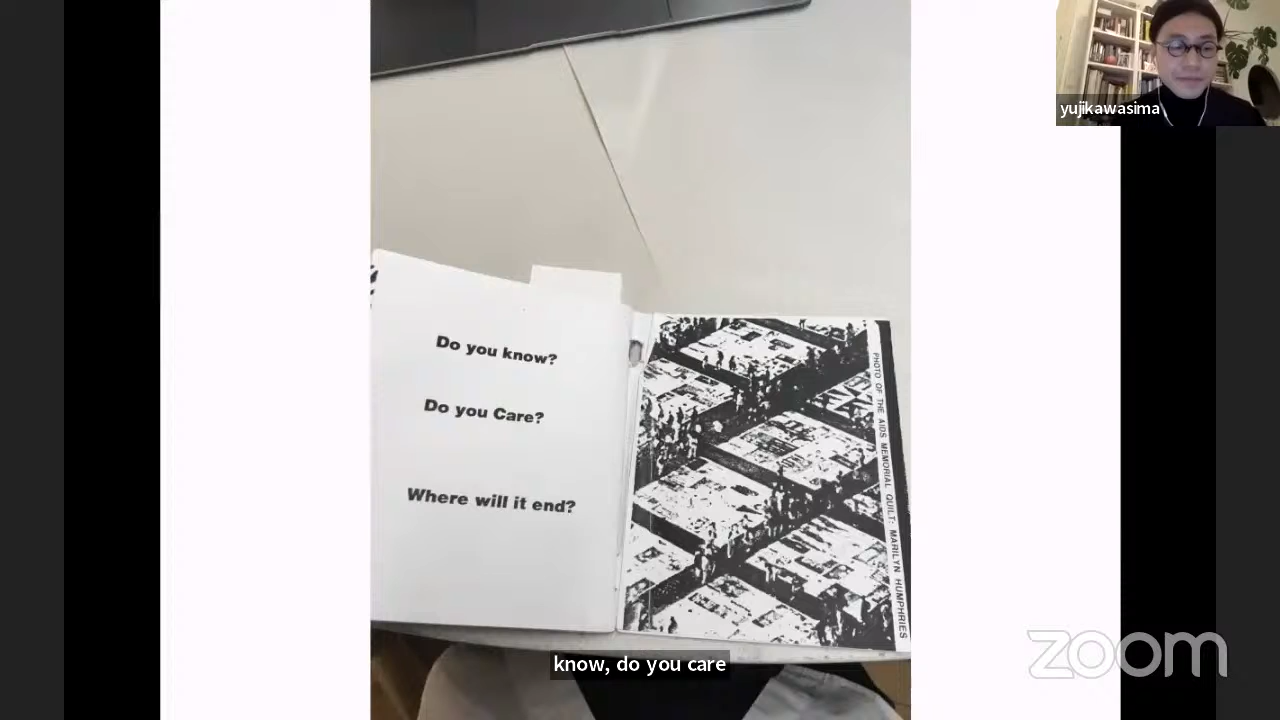 yujikawasima
Do you know?
Do you Care?
Where will it end?
PHOTO OF THE AIDS MEMORIAL QUILT: MARILYN HUMPHRIES
know, do you care
zoom